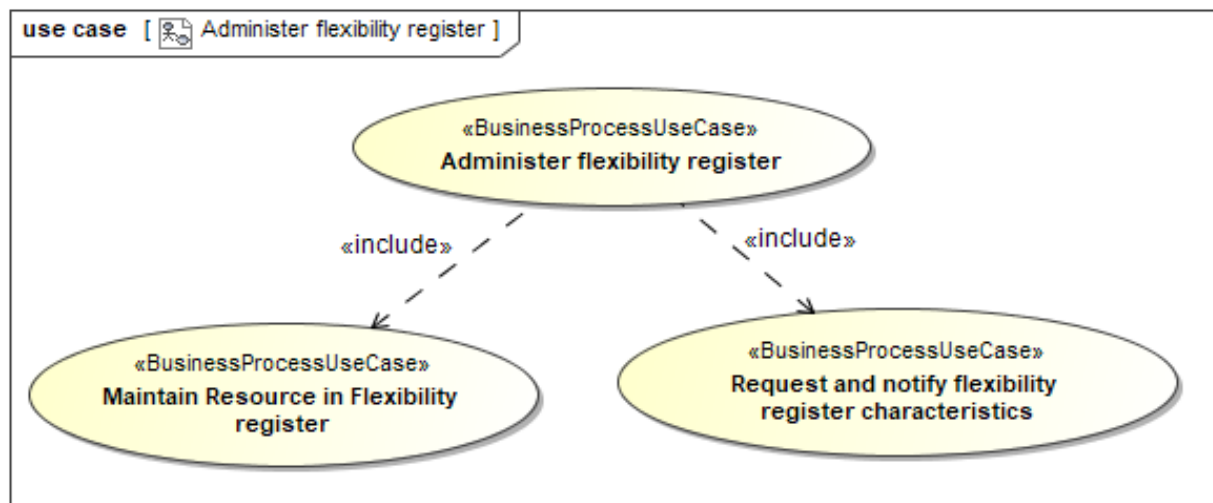 use case [ Administer flexibility register ]
«BusinessProcessUseCase»
Administer flexibility register
«include»
«include»
«BusinessProcessUseCase»
Maintain Resource in Flexibility
register
«BusinessProcessUseCase»
Request and notify flexibility
register characteristics